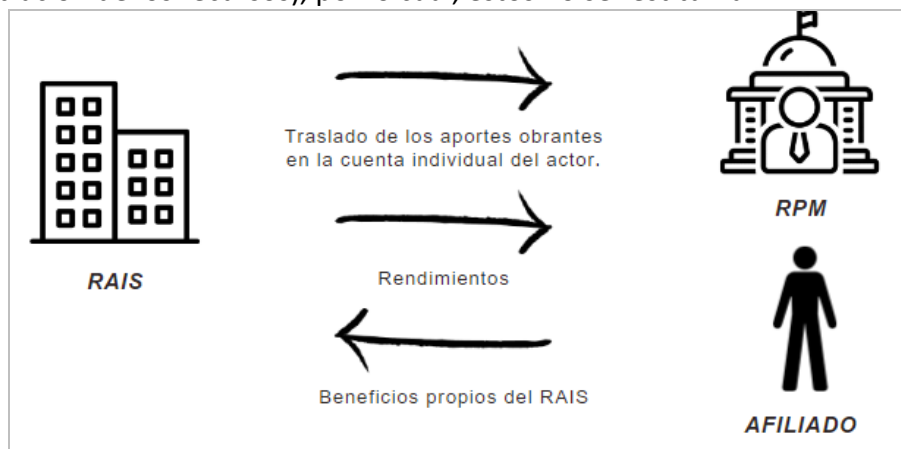 Traslado de los aportes obrantes
en la cuenta individual del actor.
RPM
RAIS
Rendimientos
Beneficios propios del RAIS
AFILIADO